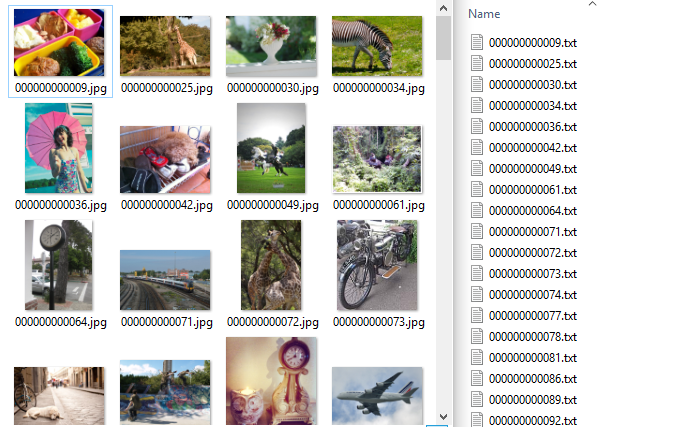 000000000009.jpg
000000000025.jpg
000000000030.jpg
000000000034.jpg
000000000036.jpg
000000000042.jpg
000000000049.jpg
000000000061.jpg
000000000064.jpg
000000000071.jpg
000000000072.jpg
000000000073.jpg
Name
000000000009.txt
000000000025.txt
000000000030.txt
000000000034.txt
000000000036.txt
000000000042.txt
000000000049.txt
000000000061.txt
000000000064.txt
000000000071.txt
000000000072.txt
000000000073.txt
000000000074.txt
000000000077.txt
000000000078.txt
000000000081.txt
000000000086.txt
000000000089.txt
000000000092.txt